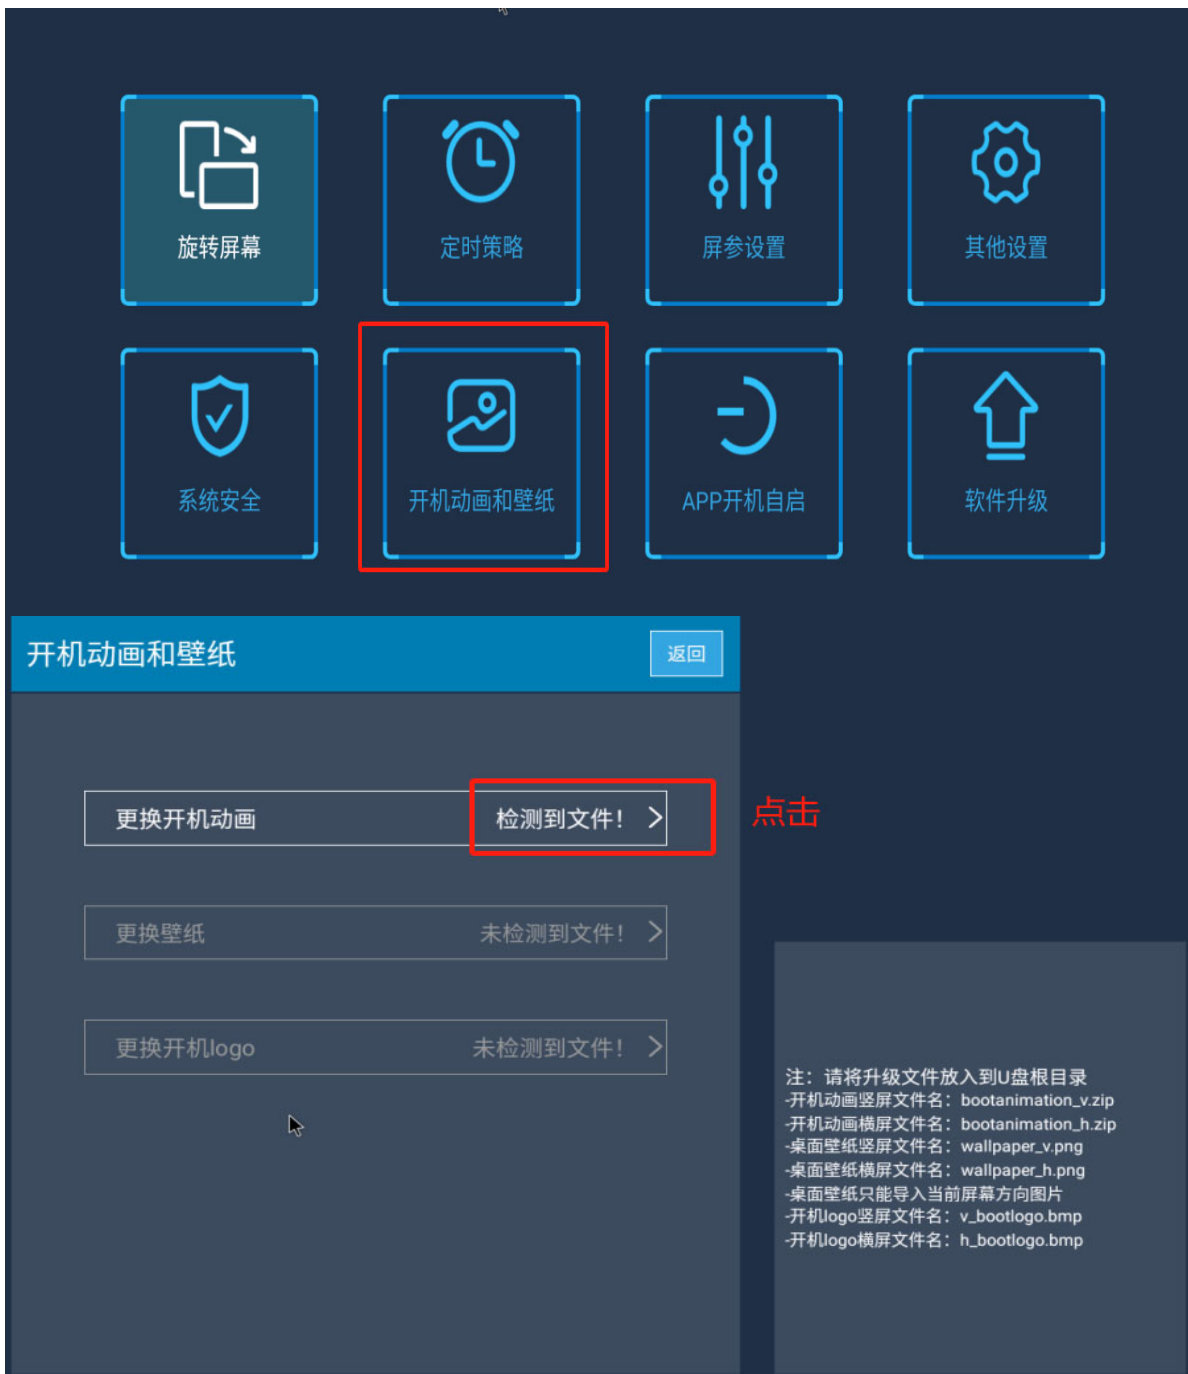 旋转屏幕
定时策略
屏参设置
其他设置
系统安全
开机动画和壁纸
APP开机自启
软件升级
开机动画和壁纸
返回
更换开机动画
检测到文件！
点击
更换壁纸
未检测到文件！
更换开机logo
未检测到文件！
注：请将升级文件放入到U盘根目录
-开机动画竖屏文件名：bootanimation_v.zip
-开机动画横屏文件名：bootanimation_h.zip
-桌面壁纸竖屏文件名：wallpaper_v.png
-桌面壁纸横屏文件名：wallpaper_h.png
-桌面壁纸只能导入当前屏幕方向图片
-开机logo竖屏文件名：v_bootlogo.bmp
-开机logo横屏文件名：h_bootlogo.bmp